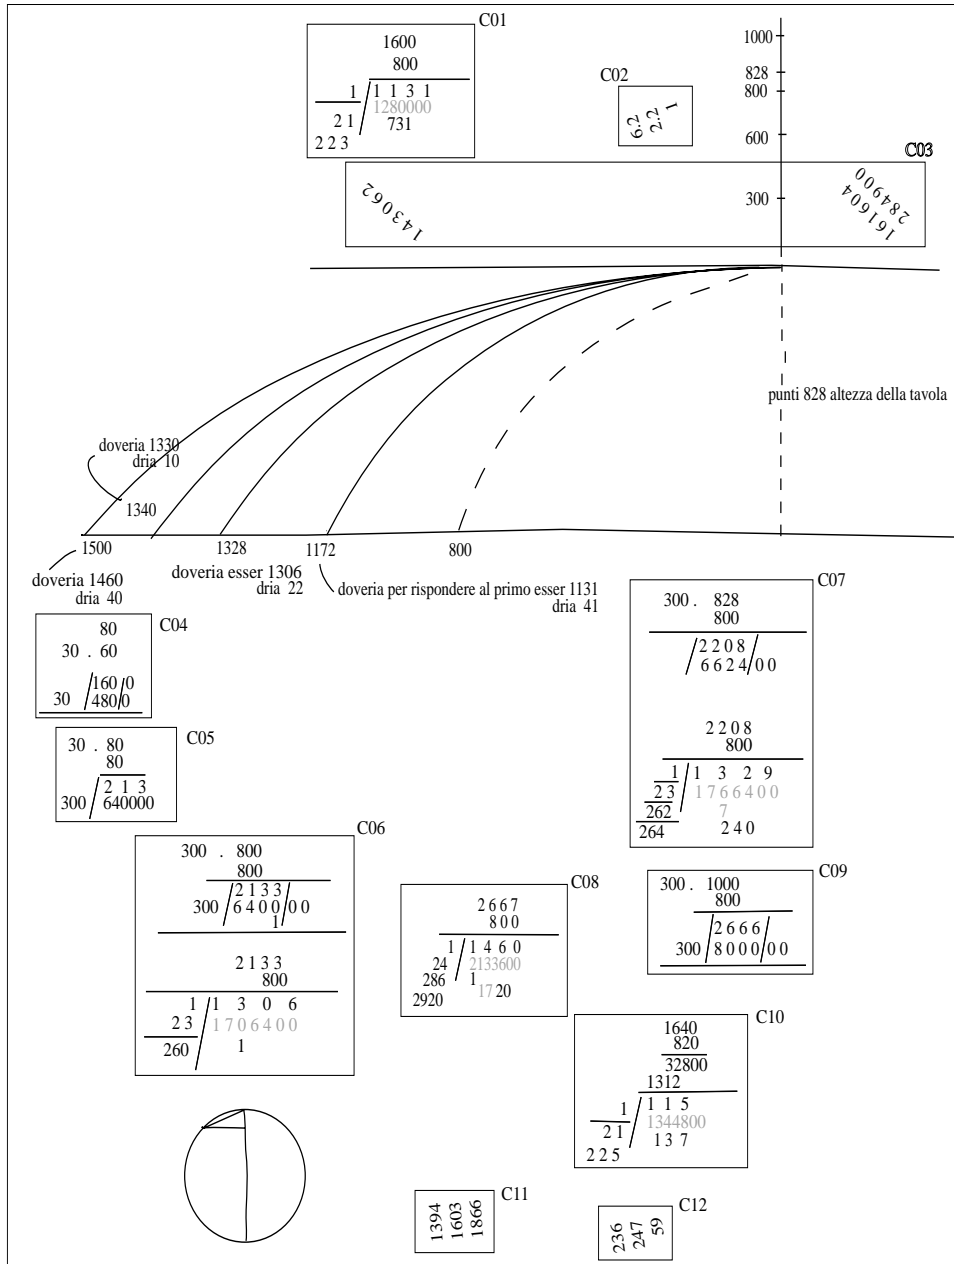 C01
1600
800
1 1 1 3 1
1280000
2 1
731
2 2 3
C02
6.2
2.2
1
1000
828
800
600
300
C03
143062
161604
284900
punti 828 altezza della tavola
doveria 1330
dria 10
1340
1500
1328
1172
800
doveria 1460
dria 40
doveria esser 1306
dria 22
doveria per rispondere al primo esser 1131
dria 41
C04
80
30 . 60
160/0
30 480/0
C05
30 . 80
80
2 1 3
300 640000
C06
300 . 800
800
2 1 3 3
300 6 4 0 0 0 0
1
2 1 3 3
800
1 1 3 0 6
2 3 1 7 0 6 4 0 0
260 1
C07
300 . 828
800
2 2 0 8
6 6 2 4 0 0
2 2 0 8
800
1 1 3 2 9
2 3 1 7 6 6 4 0 0
262 7
264 2 4 0
C08
2 6 6 7
8 0 0
1 1 4 6 0
24 2133600
286 1
2920 1720
C09
300 . 1000
800
2 6 6 6
300 8 0 0 0 0 0
C10
1640
820
32800
1312
1 1 1 5
1344800
2 1
1 3 7
2 2 5
C11
1394
1603
1866
C12
236
247
59